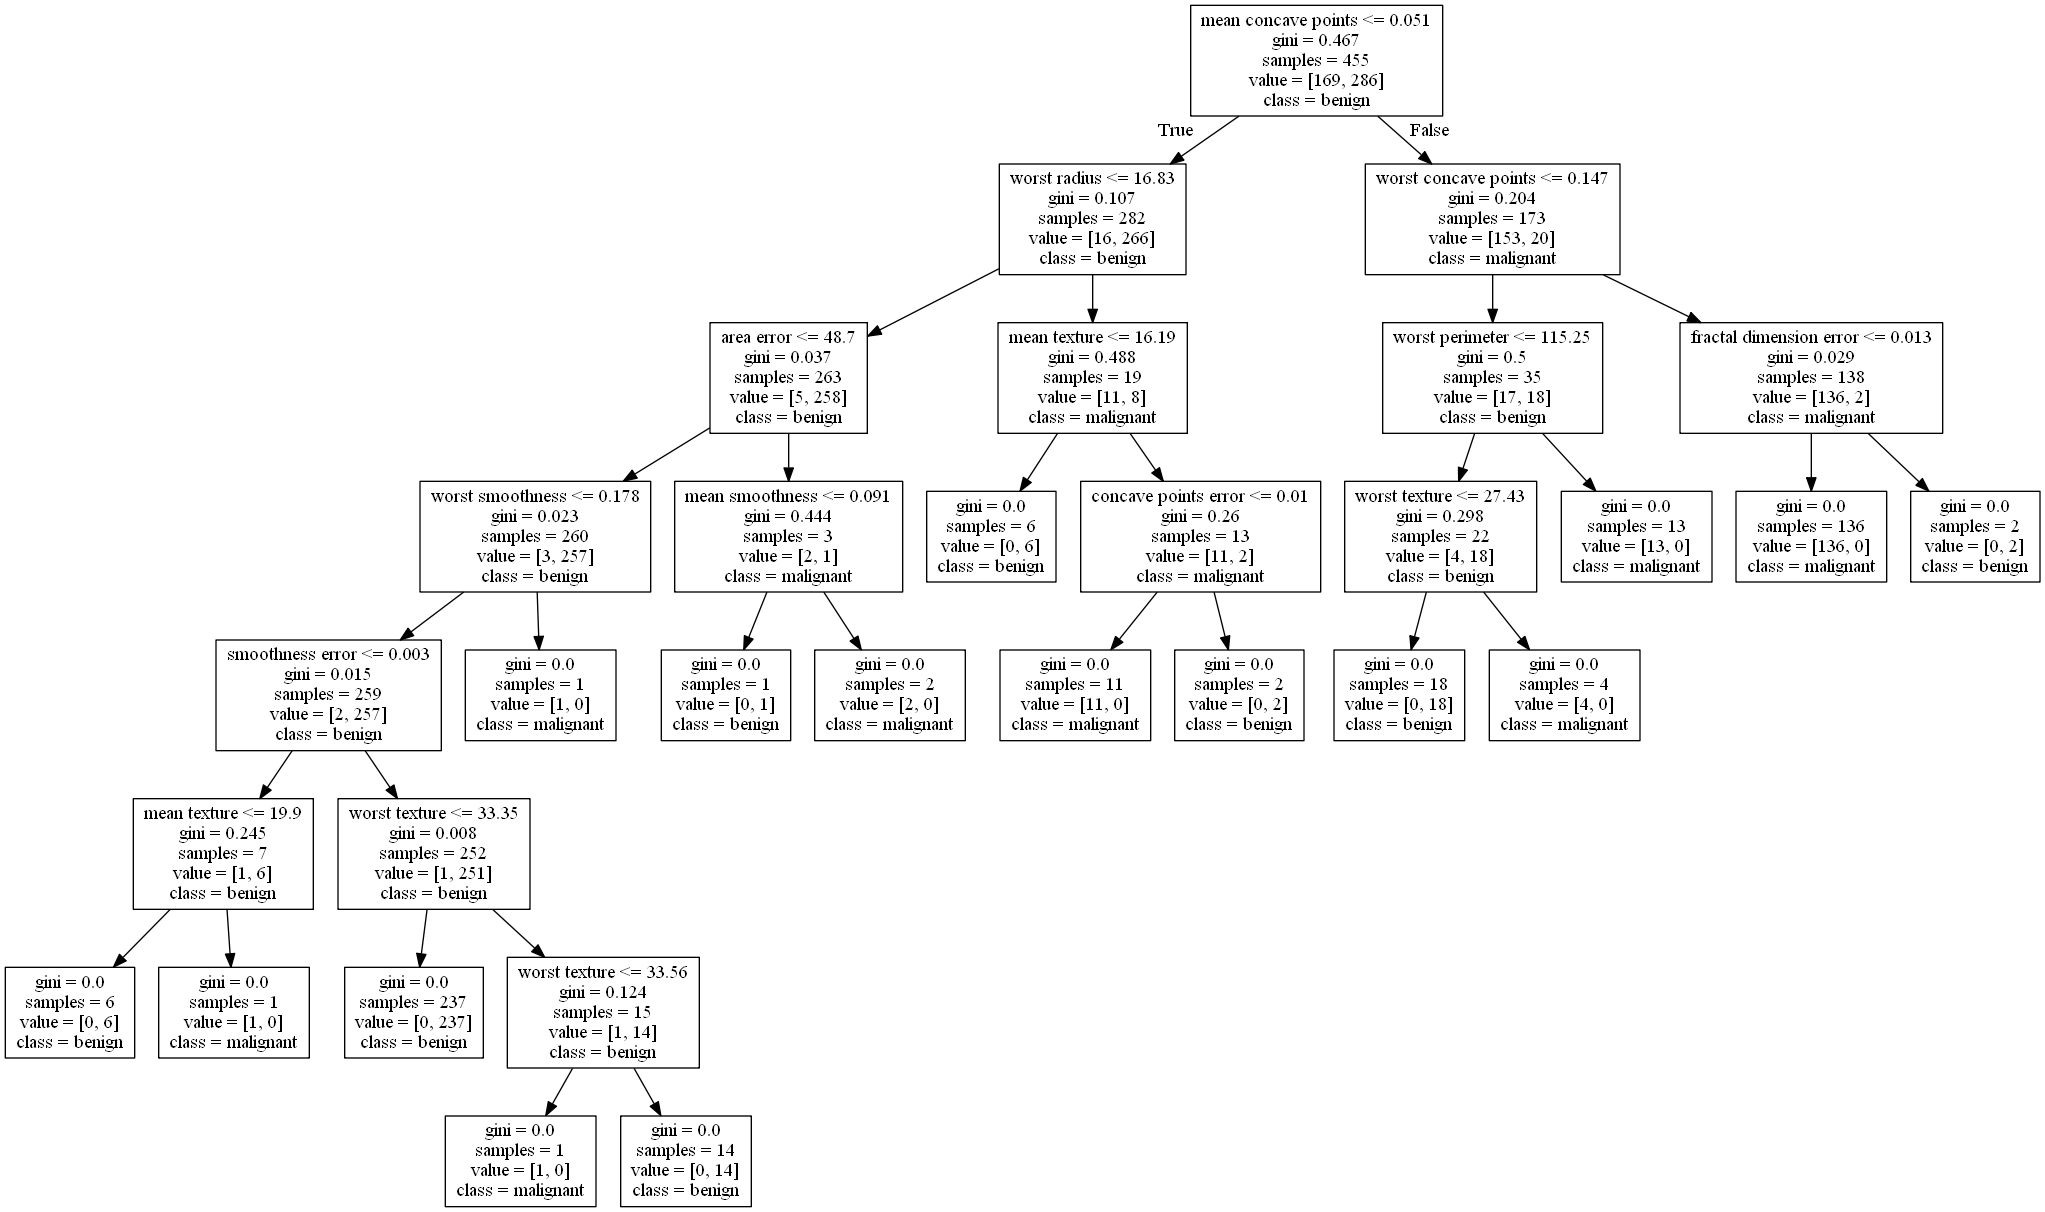 mean concave points <= 0.051
gini = 0.467
samples = 455
value = [169, 286]
class = benign
True
False
worst radius <= 16.83
gini = 0.107
samples = 282
value = [16, 266]
class = benign
worst concave points <= 0.147
gini = 0.204
samples = 173
value = [153, 20]
class = malignant
area error <= 48.7
gini = 0.037
samples = 263
value = [5, 258]
class = benign
mean texture <= 16.19
gini = 0.488
samples = 19
value = [11, 8]
class = malignant
worst perimeter <= 115.25
gini = 0.5
samples = 35
value = [17, 18]
class = benign
fractal dimension error <= 0.013
gini = 0.029
samples = 138
value = [136, 2]
class = malignant
worst smoothness <= 0.178
gini = 0.023
samples = 260
value = [3, 257]
class = benign
mean smoothness <= 0.091
gini = 0.444
samples = 3
value = [2, 1]
class = malignant
gini = 0.0
samples = 6
value = [0, 6]
class = benign
concave points error <= 0.01
gini = 0.26
samples = 13
value = [11, 2]
class = malignant
worst texture <= 27.43
gini = 0.298
samples = 22
value = [4, 18]
class = benign
gini = 0.0
samples = 13
value = [13, 0]
class = malignant
gini = 0.0
samples = 136
value = [136, 0]
class = malignant
gini = 0.0
samples = 2
value = [0, 2]
class = benign
smoothness error <= 0.003
gini = 0.015
samples = 259
value = [2, 257]
class = benign
gini = 0.0
samples = 1
value = [1, 0]
class = malignant
gini = 0.0
samples = 1
value = [0, 1]
class = benign
gini = 0.0
samples = 2
value = [2, 0]
class = malignant
gini = 0.0
samples = 11
value = [11, 0]
class = malignant
gini = 0.0
samples = 2
value = [0, 2]
class = benign
gini = 0.0
samples = 18
value = [0, 18]
class = benign
gini = 0.0
samples = 4
value = [4, 0]
class = malignant
mean texture <= 19.9
gini = 0.245
samples = 7
value = [1, 6]
class = benign
worst texture <= 33.35
gini = 0.008
samples = 252
value = [1, 251]
class = benign
gini = 0.0
samples = 6
value = [0, 6]
class = benign
gini = 0.0
samples = 1
value = [1, 0]
class = malignant
gini = 0.0
samples = 237
value = [0, 237]
class = benign
worst texture <= 33.56
gini = 0.124
samples = 15
value = [1, 14]
class = benign
gini = 0.0
samples = 1
value = [1, 0]
class = malignant
gini = 0.0
samples = 14
value = [0, 14]
class = benign